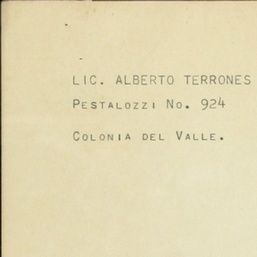 LIC. ALBERTO TERRONES
PESTALOZZI NO. 924
COLONIA DEL VALLE.